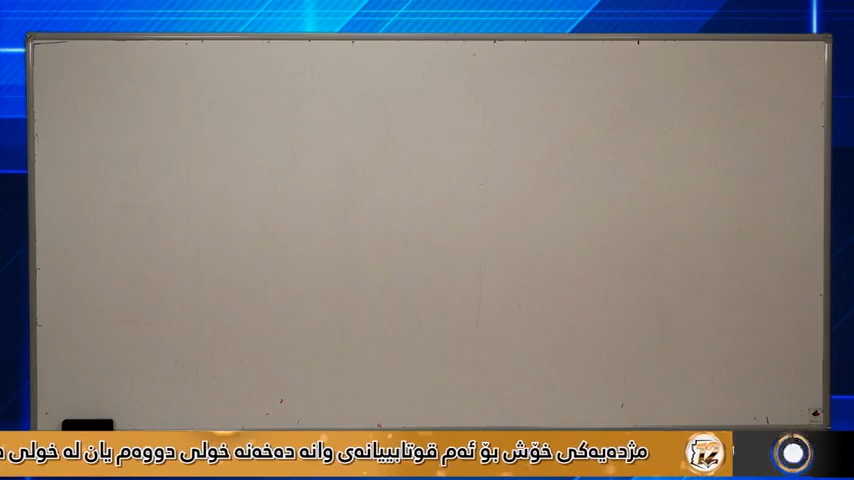 مژدەیەکی خۆش بۆ ئەم قوتابییانەی وانە دەخەنە خولی دووەم یان لە خولی